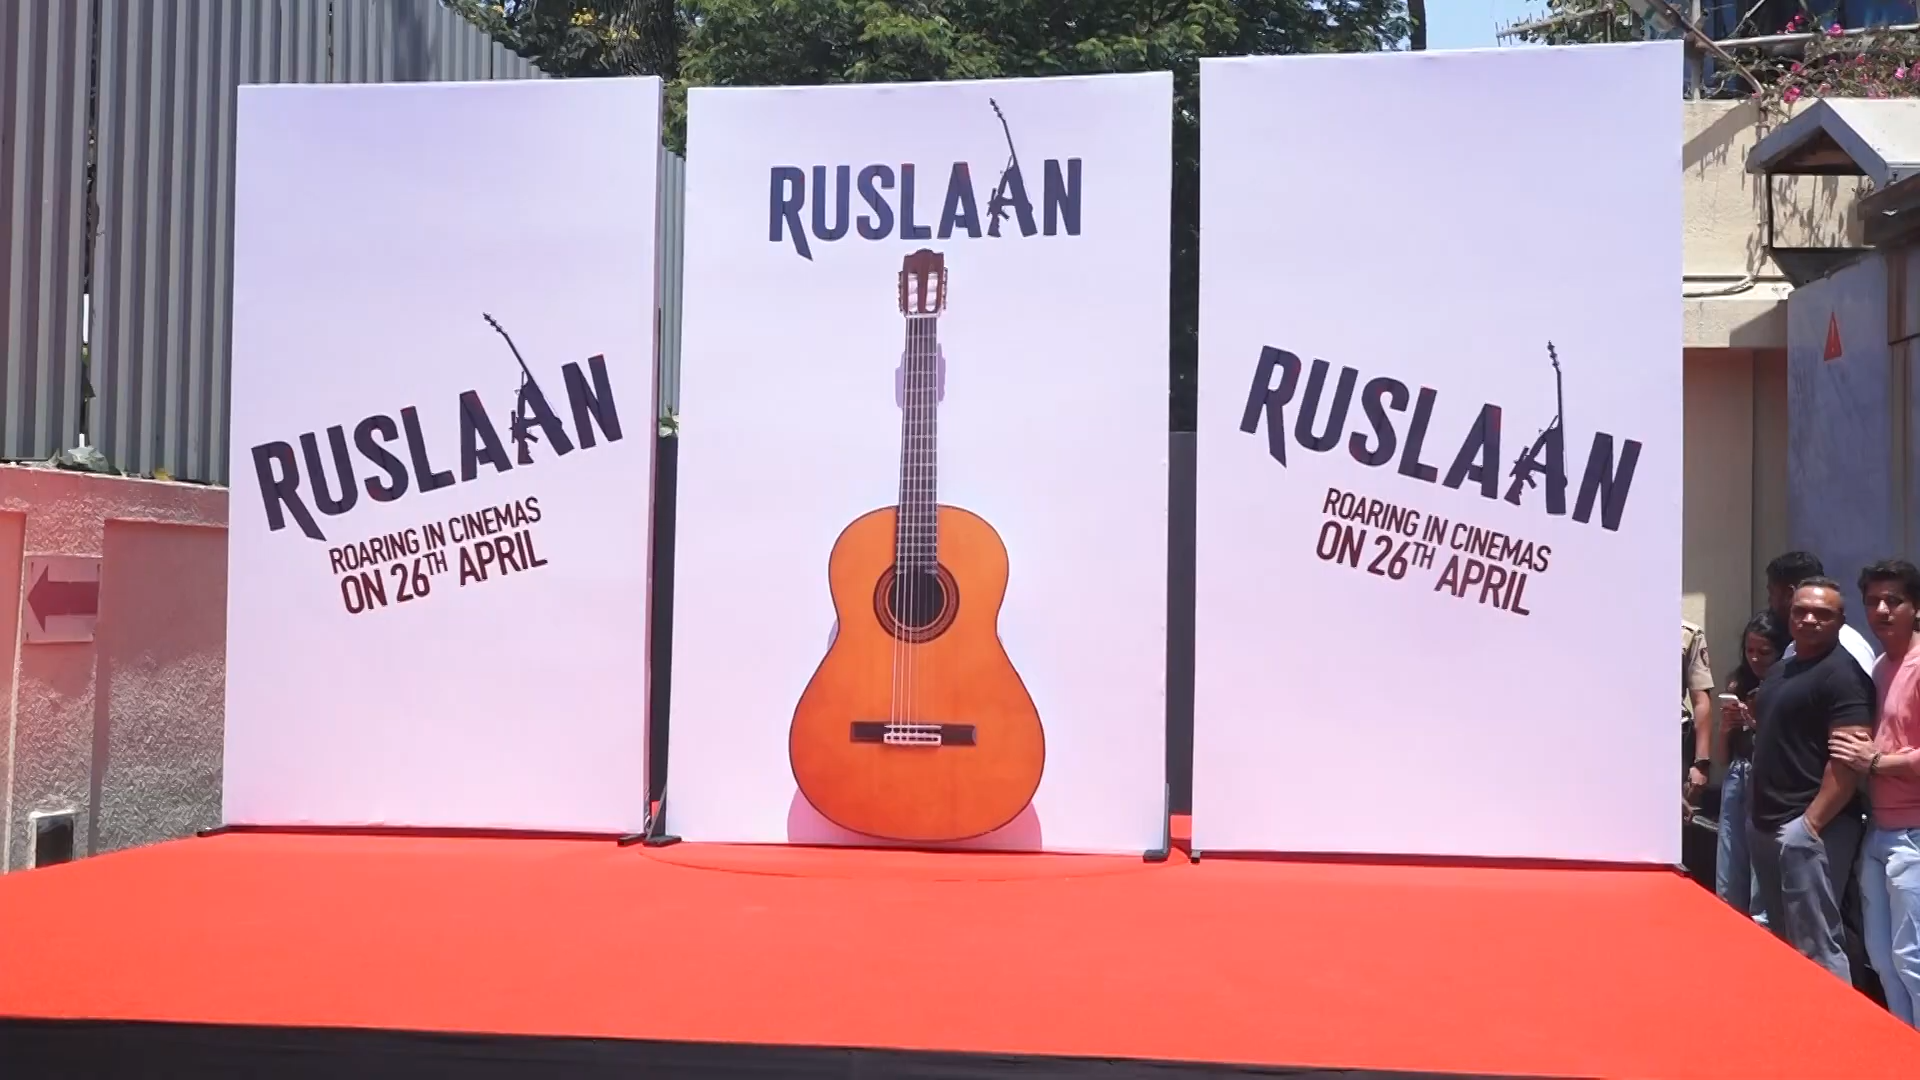 RUSLAAN
ROARING IN CINEMAS
ON 26TH APRIL
RUSLAAN
RUSLAAN
ROARING IN CINEMAS
ON 26TH APRIL